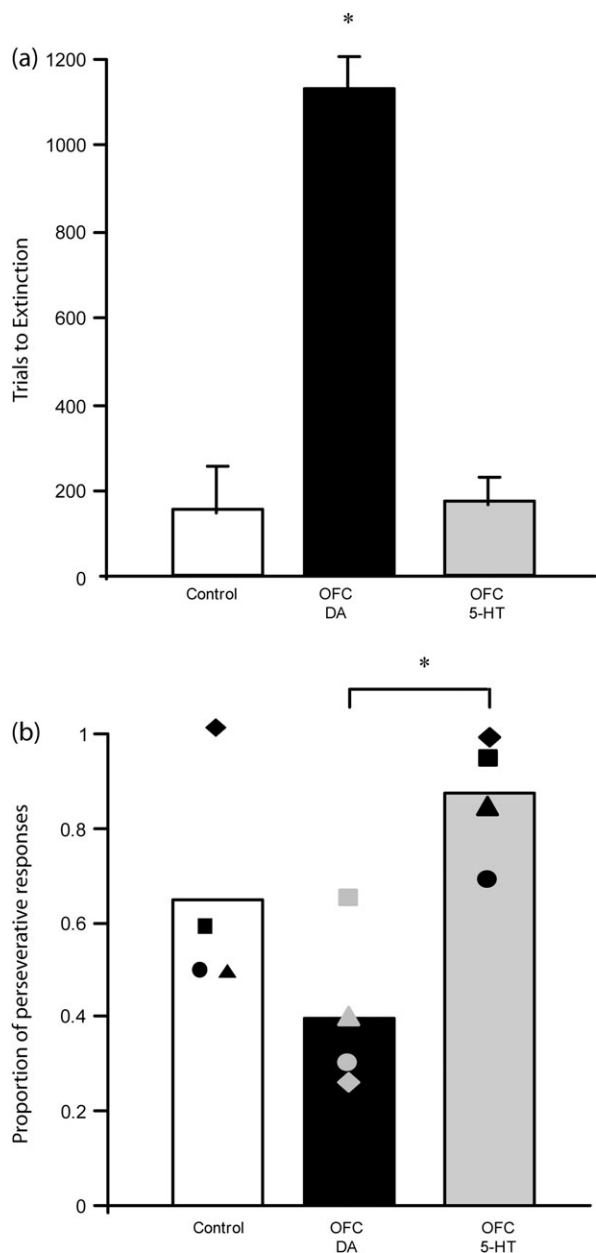 *
(a)
1200
1000
800
600
400
200
0
Trials to Extinction
Control
OFC
DA
OFC
5-HT
*
(b)
1
0.8
0.6
0.4
0.2
0
Proportion of perseverative responses
Control
OFC
DA
OFC
5-HT